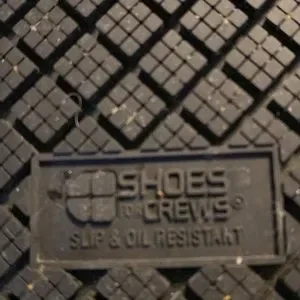 SHOES
FOR CREWS®
SLIP & OIL RESISTANT